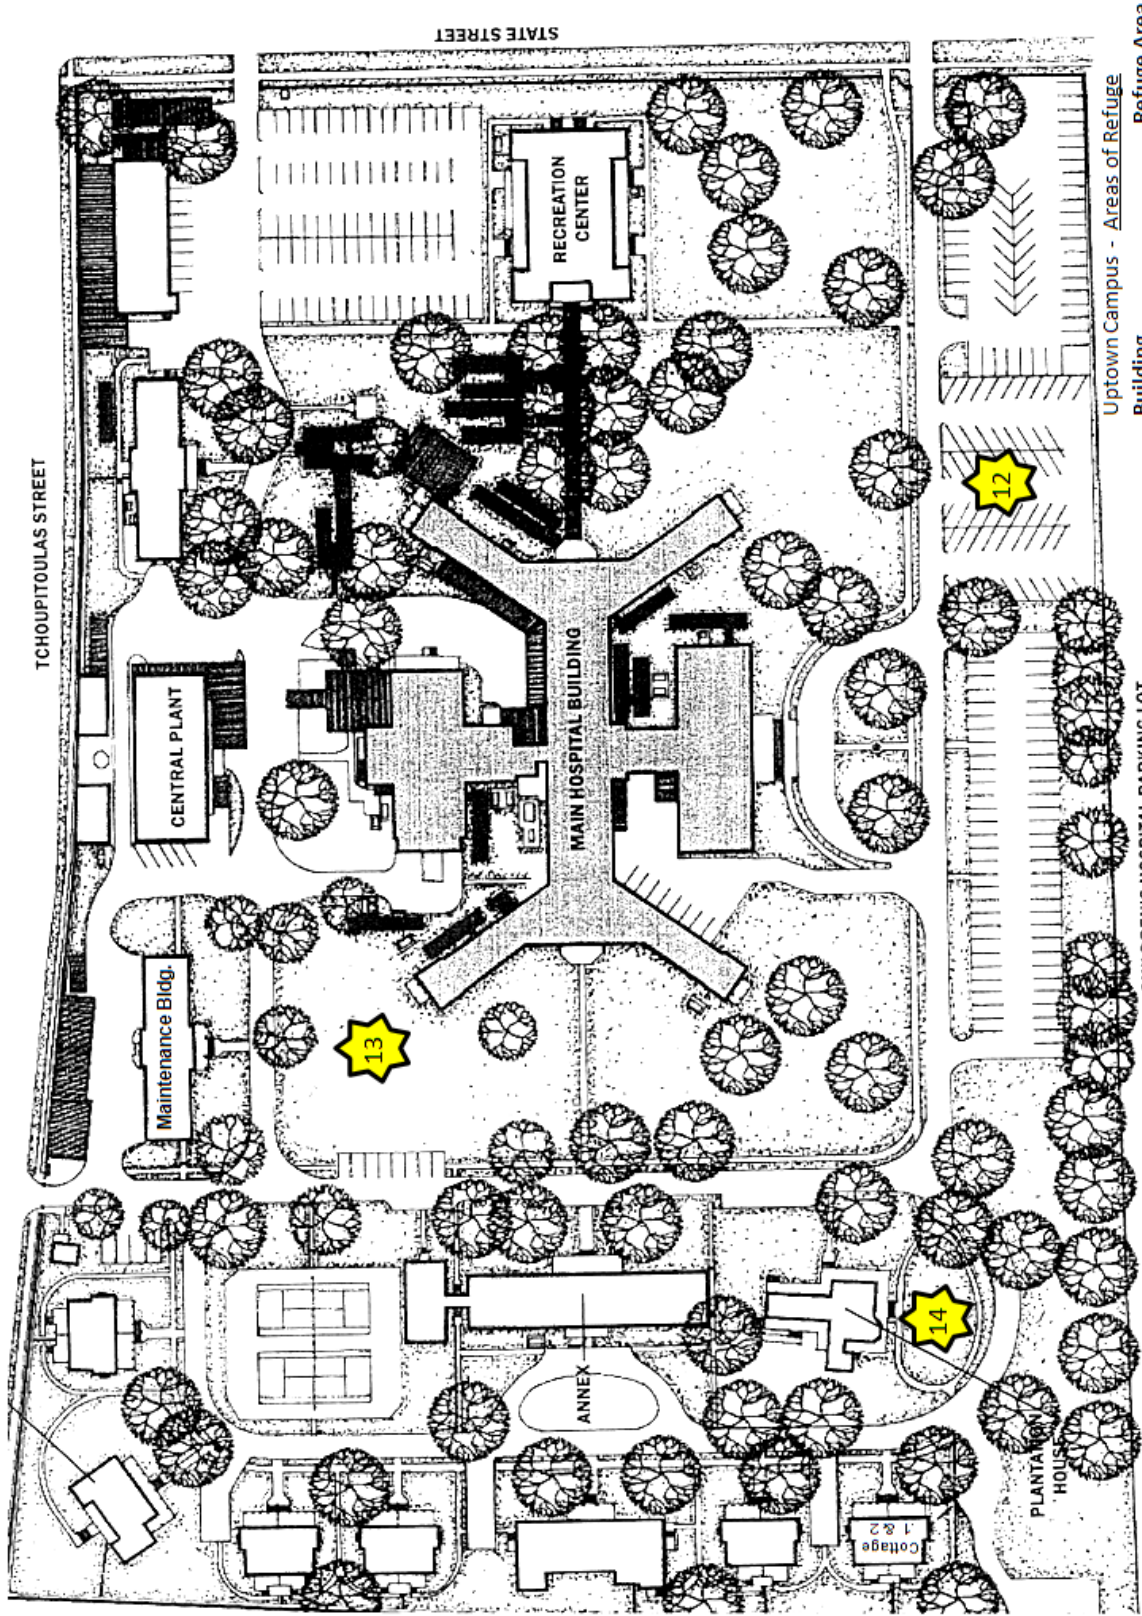 STATE STREET
TCHOUPITOULAS STREET
RECREATION
CENTER
CENTRAL PLANT
MAIN HOSPITAL BUILDING
Maintenance Bldg.
12
13
14
ANNEX
PLANTATION
HOUSE
Cottage
1 & 2
Uptown Campus - Areas of Refuge
Building
Refuge Area